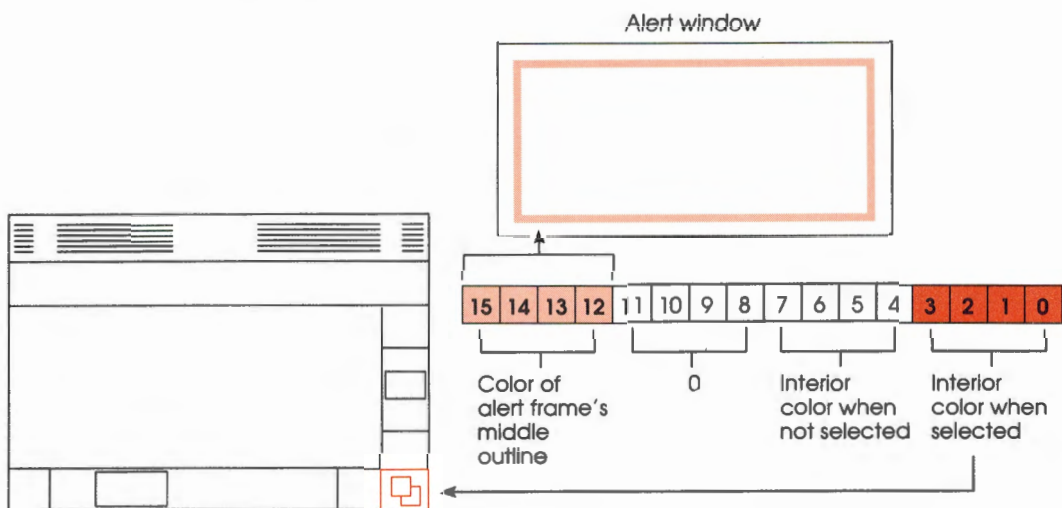 Alert window
15 14 13 12 11 10 9 8 7 6 5 4 3 2 1 0
Color of
alert frame's
middle
outline
0
Interior
color when
not selected
Interior
color when
selected